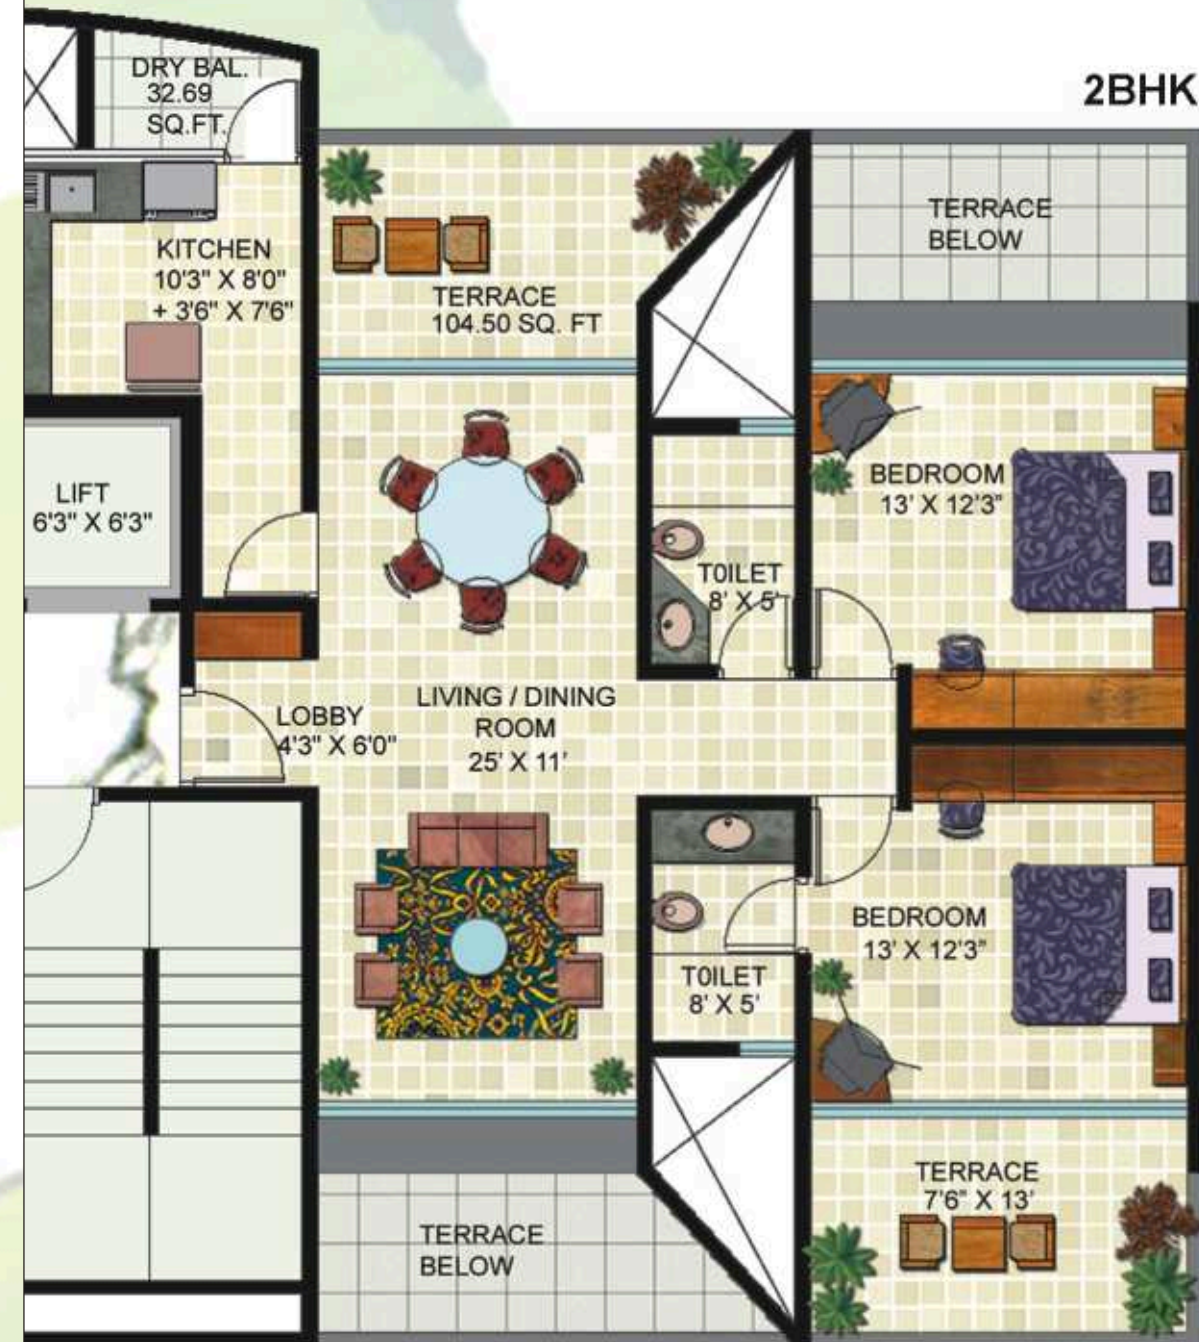 2BHK
DRY BAL.
32.69
SQ.FT.
TERRACE
BELOW
KITCHEN
10'3" X 8'0"
+ 3'6" X 7'6"
TERRACE
104.50 SQ. FT
LIFT
6'3" X 6'3"
BEDROOM
13' X 12'3"
TOILET
8' X 5'
LOBBY
4'3" X 6'0"
LIVING / DINING
ROOM
25' X 11'
BEDROOM
13' X 12'3"
TOILET
8' X 5'
TERRACE
7'6" X 13'
TERRACE
BELOW